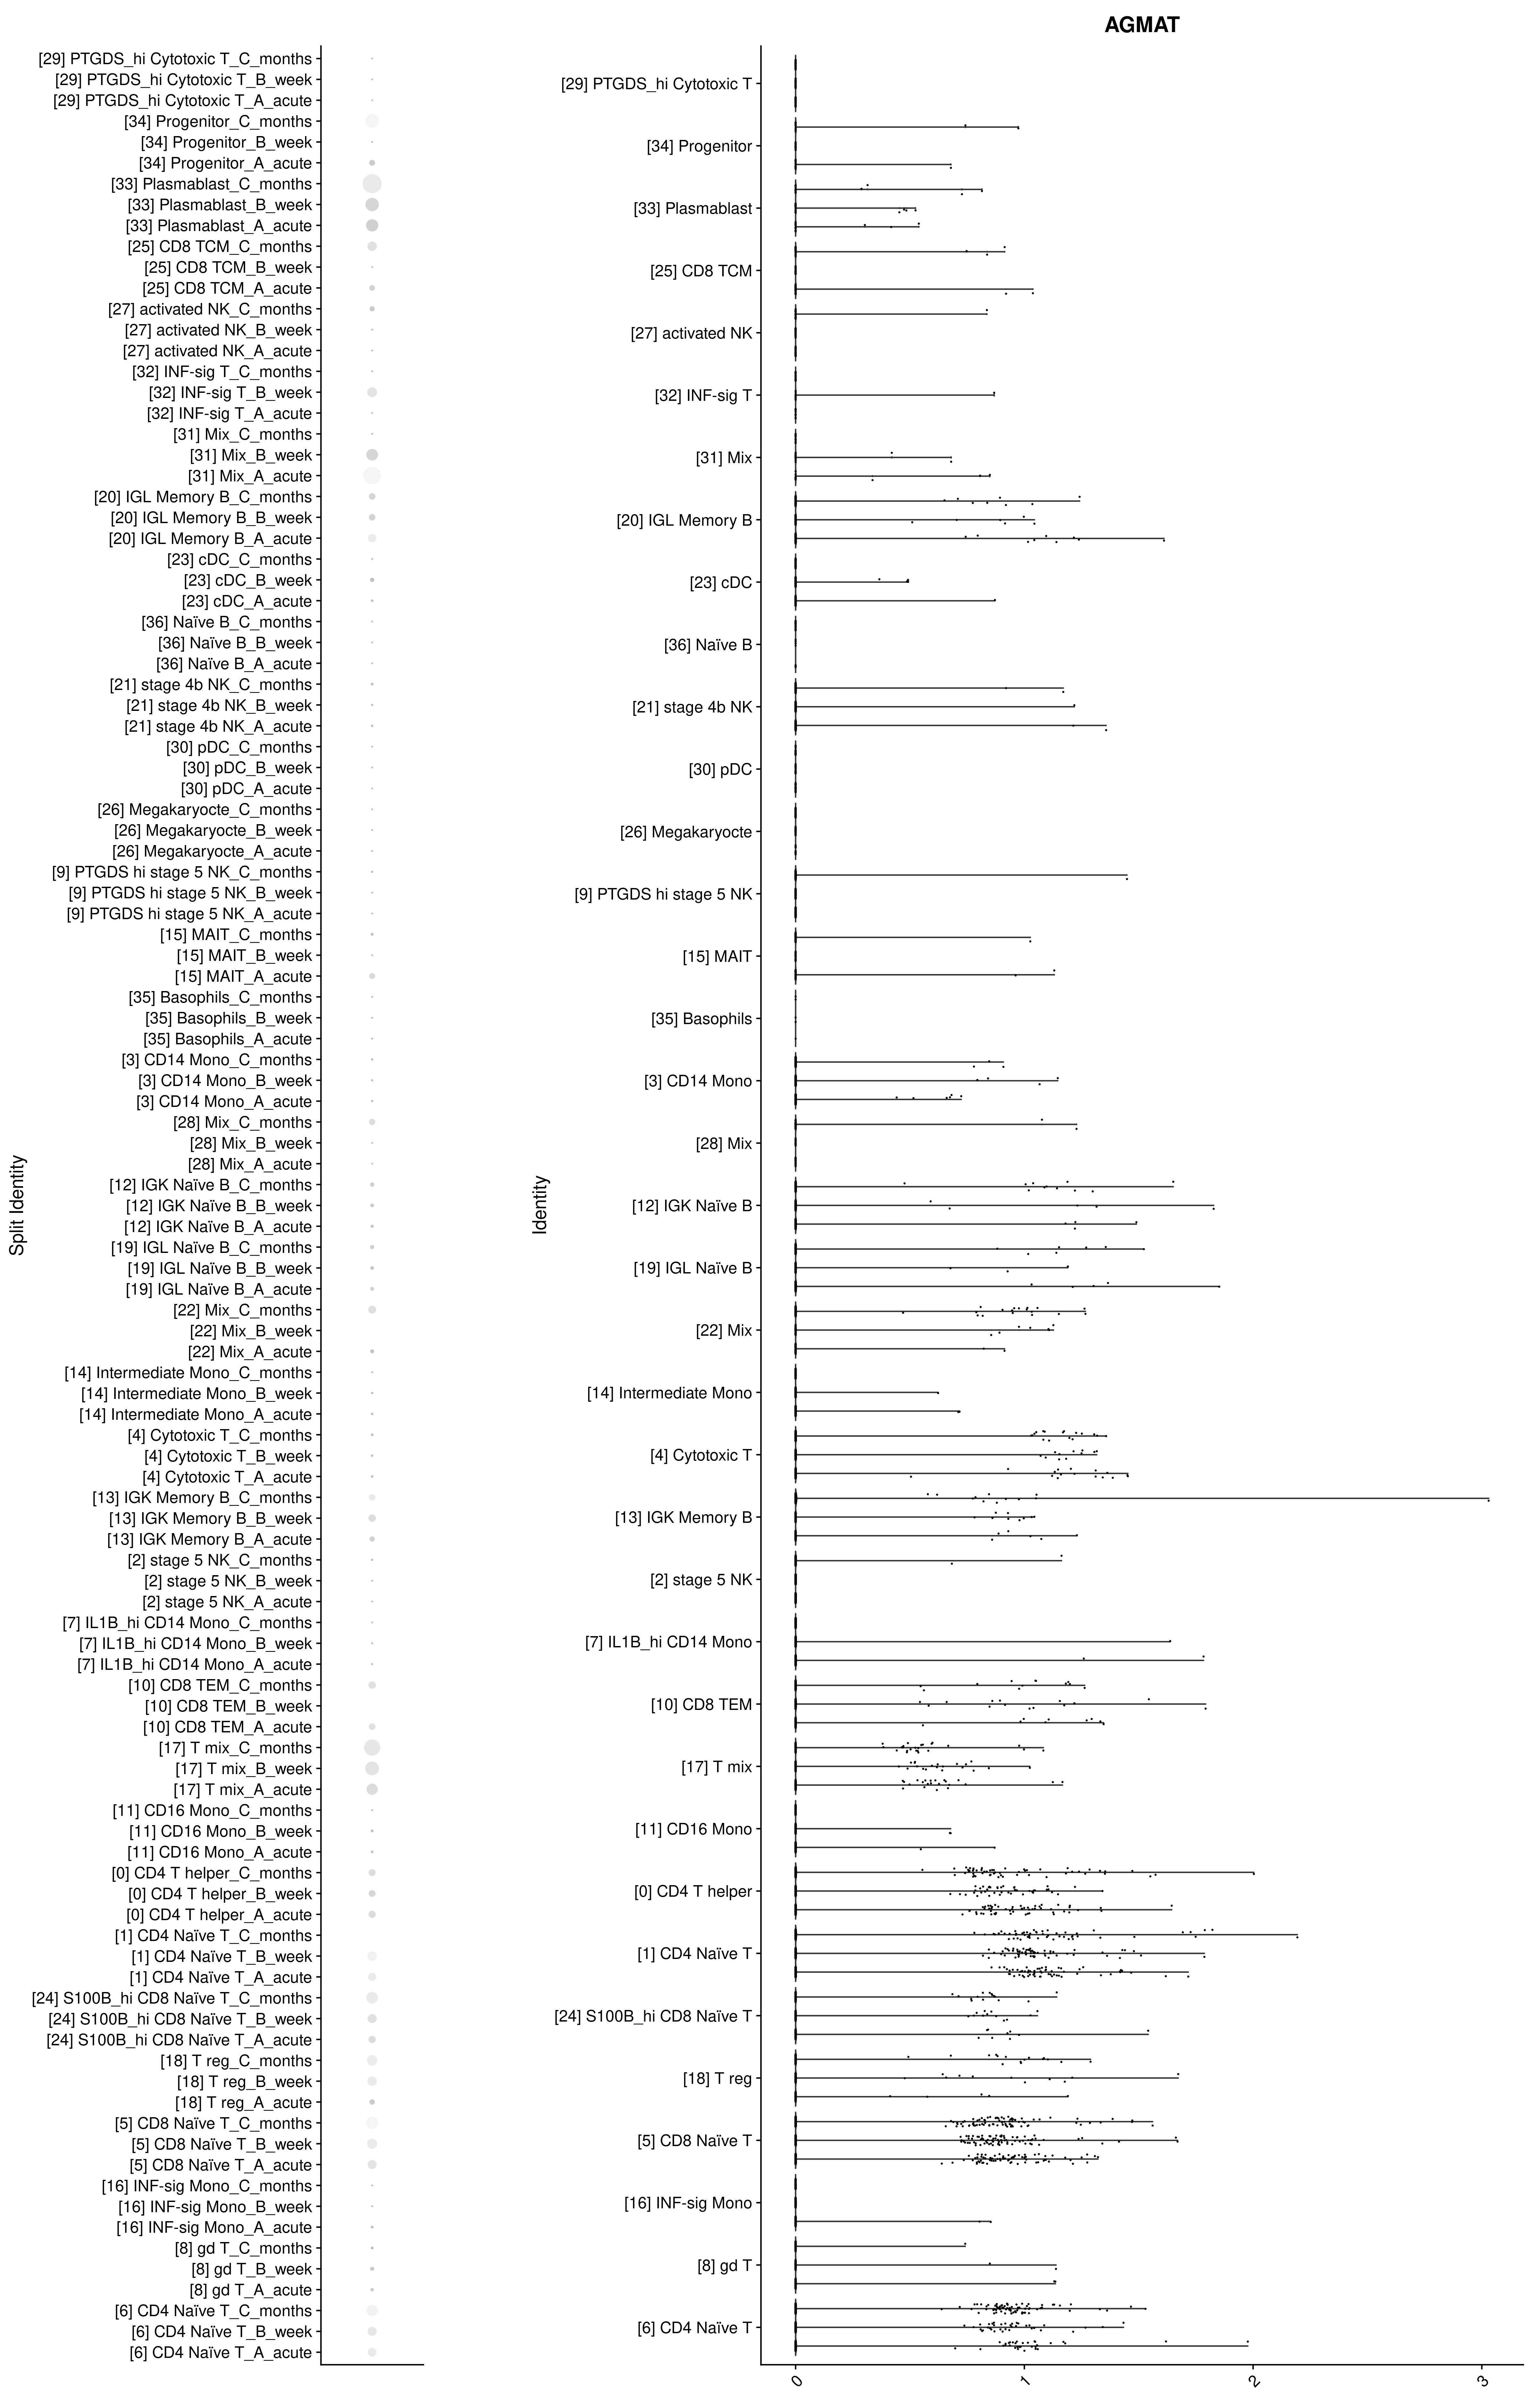 AGMAT
Split Identity
[29] PTGDS_hi Cytotoxic T_C_months
[29] PTGDS_hi Cytotoxic T_B_week
[29] PTGDS_hi Cytotoxic T_A_acute
[34] Progenitor_C_months
[34] Progenitor_B_week
[34] Progenitor_A_acute
[33] Plasmablast_C_months
[33] Plasmablast_B_week
[33] Plasmablast_A_acute
[25] CD8 TCM_C_months
[25] CD8 TCM_B_week
[25] CD8 TCM_A_acute
[27] activated NK_C_months
[27] activated NK_B_week
[27] activated NK_A_acute
[32] INF-sig T_C_months
[32] INF-sig T_B_week
[32] INF-sig T_A_acute
[31] Mix_C_months
[31] Mix_B_week
[31] Mix_A_acute
[20] IGL Memory B_C_months
[20] IGL Memory B_B_week
[20] IGL Memory B_A_acute
[23] cDC_C_months
[23] cDC_B_week
[23] cDC_A_acute
[36] Naïve B_C_months
[36] Naïve B_B_week
[36] Naïve B_A_acute
[21] stage 4b NK_C_months
[21] stage 4b NK_B_week
[21] stage 4b NK_A_acute
[30] pDC_C_months
[30] pDC_B_week
[30] pDC_A_acute
[26] Megakaryocte_C_months
[26] Megakaryocte_B_week
[26] Megakaryocte_A_acute
[9] PTGDS hi stage 5 NK_C_months
[9] PTGDS hi stage 5 NK_B_week
[9] PTGDS hi stage 5 NK_A_acute
[15] MAIT_C_months
[15] MAIT_B_week
[15] MAIT_A_acute
[35] Basophils_C_months
[35] Basophils_B_week
[35] Basophils_A_acute
[3] CD14 Mono_C_months
[3] CD14 Mono_B_week
[3] CD14 Mono_A_acute
[28] Mix_C_months
[28] Mix_B_week
[28] Mix_A_acute
[12] IGK Naïve B_C_months
[12] IGK Naïve B_B_week
[12] IGK Naïve B_A_acute
[19] IGL Naïve B_C_months
[19] IGL Naïve B_B_week
[19] IGL Naïve B_A_acute
[22] Mix_C_months
[22] Mix_B_week
[22] Mix_A_acute
[14] Intermediate Mono_C_months
[14] Intermediate Mono_B_week
[14] Intermediate Mono_A_acute
[4] Cytotoxic T_C_months
[4] Cytotoxic T_B_week
[4] Cytotoxic T_A_acute
[13] IGK Memory B_C_months
[13] IGK Memory B_B_week
[13] IGK Memory B_A_acute
[2] stage 5 NK_C_months
[2] stage 5 NK_B_week
[2] stage 5 NK_A_acute
[7] IL1B_hi CD14 Mono_C_months
[7] IL1B_hi CD14 Mono_B_week
[7] IL1B_hi CD14 Mono_A_acute
[10] CD8 TEM_C_months
[10] CD8 TEM_B_week
[10] CD8 TEM_A_acute
[17] T mix_C_months
[17] T mix_B_week
[17] T mix_A_acute
[11] CD16 Mono_C_months
[11] CD16 Mono_B_week
[11] CD16 Mono_A_acute
[0] CD4 T helper_C_months
[0] CD4 T helper_B_week
[0] CD4 T helper_A_acute
[1] CD4 Naïve T_C_months
[1] CD4 Naïve T_B_week
[1] CD4 Naïve T_A_acute
[24] S100B_hi CD8 Naïve T_C_months
[24] S100B_hi CD8 Naïve T_B_week
[24] S100B_hi CD8 Naïve T_A_acute
[18] T reg_C_months
[18] T reg_B_week
[18] T reg_A_acute
[5] CD8 Naïve T_C_months
[5] CD8 Naïve T_B_week
[5] CD8 Naïve T_A_acute
[16] INF-sig Mono_C_months
[16] INF-sig Mono_B_week
[16] INF-sig Mono_A_acute
[8] gd T_C_months
[8] gd T_B_week
[8] gd T_A_acute
[6] CD4 Naïve T_C_months
[6] CD4 Naïve T_B_week
[6] CD4 Naïve T_A_acute
Identity
[29] PTGDS_hi Cytotoxic T
[34] Progenitor
[33] Plasmablast
[25] CD8 TCM
[27] activated NK
[32] INF-sig T
[31] Mix
[20] IGL Memory B
[23] cDC
[36] Naïve B
[21] stage 4b NK
[30] pDC
[26] Megakaryocte
[9] PTGDS hi stage 5 NK
[15] MAIT
[35] Basophils
[3] CD14 Mono
[28] Mix
[12] IGK Naïve B
[19] IGL Naïve B
[22] Mix
[14] Intermediate Mono
[4] Cytotoxic T
[13] IGK Memory B
[2] stage 5 NK
[7] IL1B_hi CD14 Mono
[10] CD8 TEM
[17] T mix
[11] CD16 Mono
[0] CD4 T helper
[1] CD4 Naïve T
[24] S100B_hi CD8 Naïve T
[18] T reg
[5] CD8 Naïve T
[16] INF-sig Mono
[8] gd T
[6] CD4 Naïve T
0
1
2
3